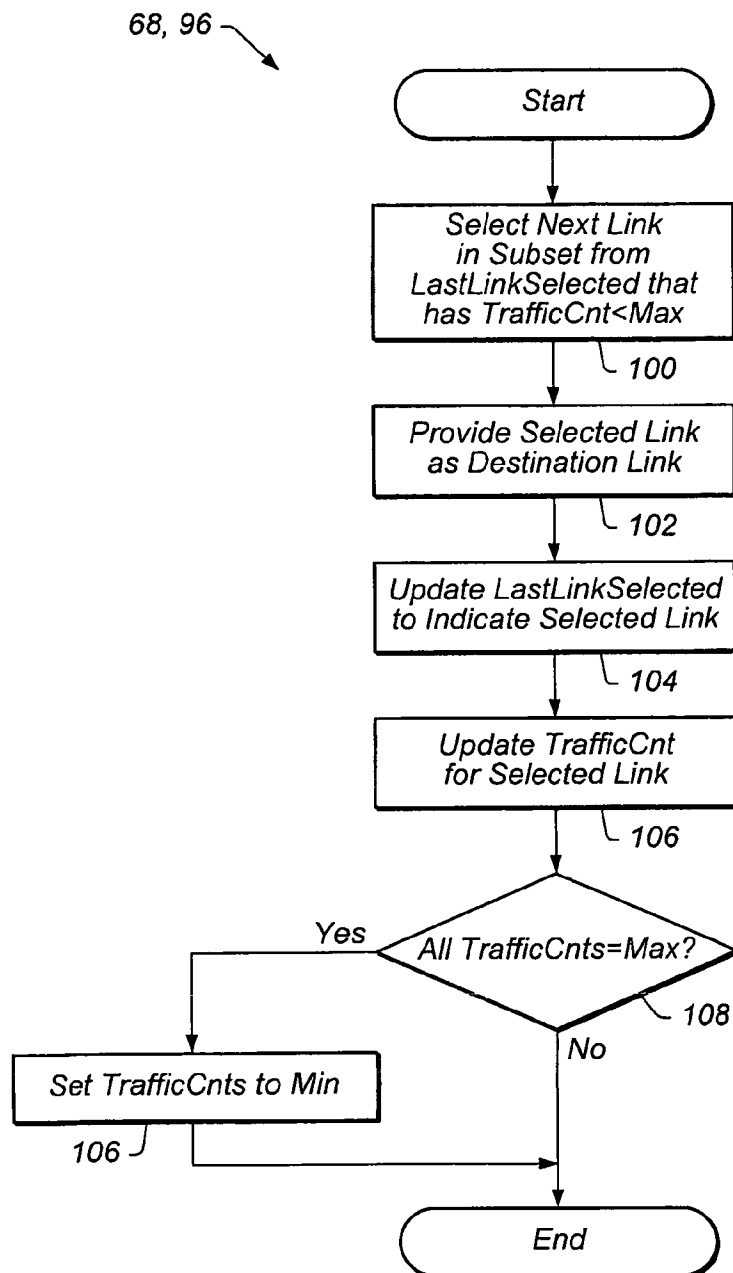 68, 96
Start
Select Next Link
in Subset from
LastLinkSelected that
has TrafficCnt<Max
100
Provide Selected Link
as Destination Link
102
Update LastLinkSelected
to Indicate Selected Link
104
Update TrafficCnt
for Selected Link
106
Yes
All TrafficCnts=Max?
108
No
Set TrafficCnts to Min
106
End